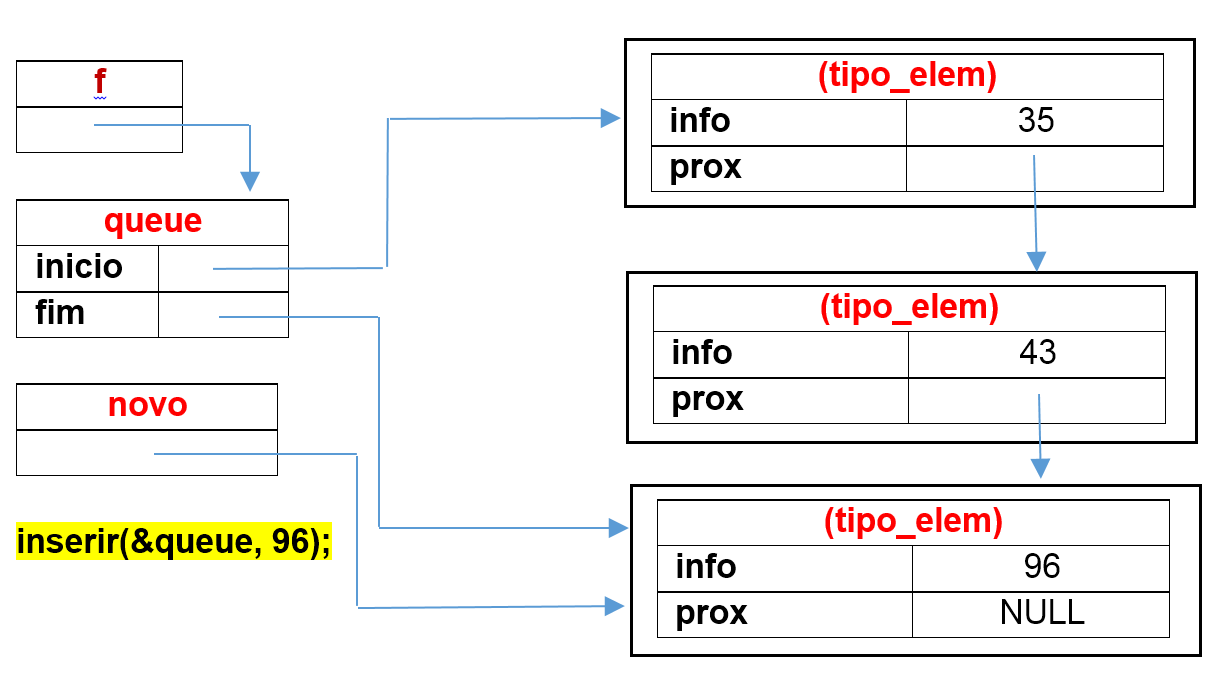 f
queue
inicio
fim
novo
inserir(&queue, 96);
(tipo_elem)
info 35
prox
(tipo_elem)
info 43
prox
(tipo_elem)
info 96
prox NULL